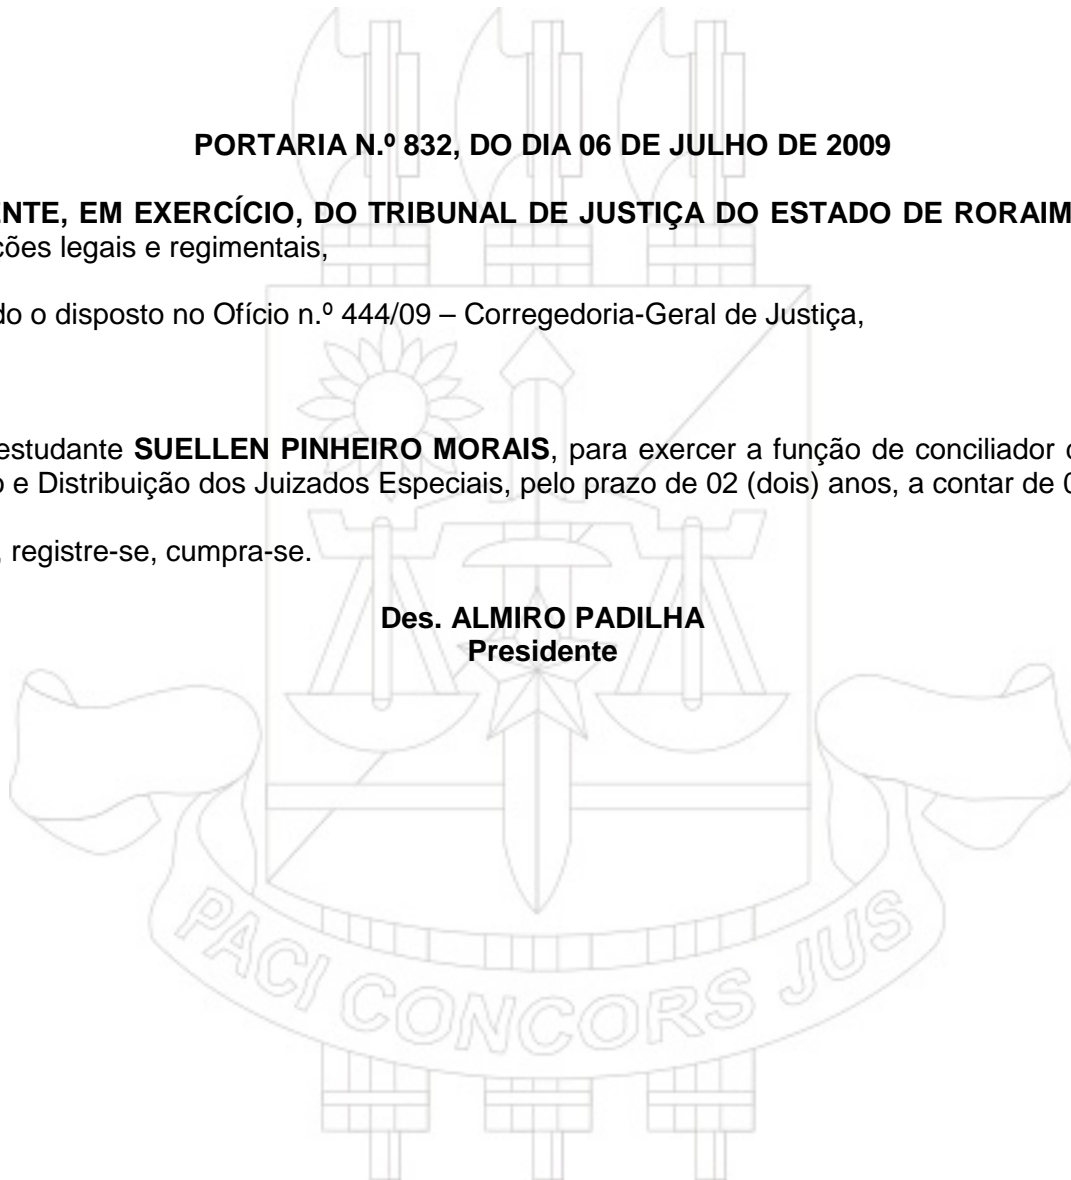 PORTARIA N.º 832, DO DIA 06 DE JULHO DE 2009
ENTE, EM EXERCÍCIO, DO TRIBUNAL DE JUSTIÇA DO ESTADO DE RORAIM
ções legais e regimentais,
do o disposto no Ofício n.º 444/09 – Corregedoria-Geral de Justiça,
estudante SUELLEN PINHEIRO MORAIS, para exercer a função de conciliador
o e Distribuição dos Juizados Especiais, pelo prazo de 02 (dois) anos, a contar de 0
, registre-se, cumpra-se.
Des. ALMIRO PADILHA
Presidente
PACI CONCORS JUS